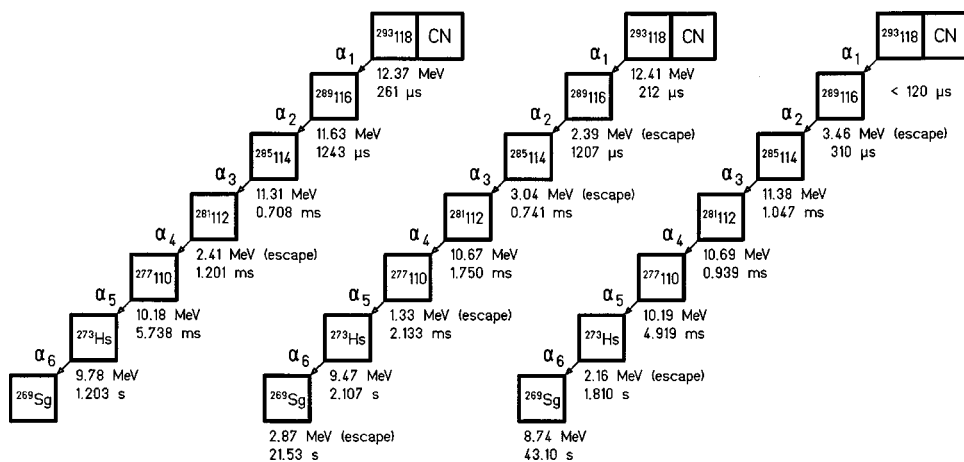 ²⁹³118 CN
α₁
12.37 MeV
261 µs
²⁸⁹116
α₂
11.63 MeV
1243 µs
²⁸⁵114
α₃
11.31 MeV
0.708 ms
²⁸¹112
α₄
2.41 MeV (escape)
1.201 ms
²⁷⁷110
α₅
10.18 MeV
5.738 ms
²⁷³Hs
α₆
9.78 MeV
1.203 s
²⁶⁹Sg
²⁹³118 CN
α₁
12.41 MeV
212 µs
²⁸⁹116
α₂
2.39 MeV (escape)
1207 µs
²⁸⁵114
α₃
3.04 MeV (escape)
0.741 ms
²⁸¹112
α₄
10.67 MeV
1.750 ms
²⁷⁷110
α₅
1.33 MeV (escape)
2.133 ms
²⁷³Hs
α₆
9.47 MeV
2.107 s
²⁶⁹Sg
2.87 MeV (escape)
21.53 s
²⁹³118 CN
α₁
< 120 µs
²⁸⁹116
α₂
3.46 MeV (escape)
310 µs
²⁸⁵114
α₃
11.38 MeV
1.047 ms
²⁸¹112
α₄
10.69 MeV
0.939 ms
²⁷⁷110
α₅
10.19 MeV
4.919 ms
²⁷³Hs
α₆
2.16 MeV (escape)
1.810 s
²⁶⁹Sg
8.74 MeV
43.10 s